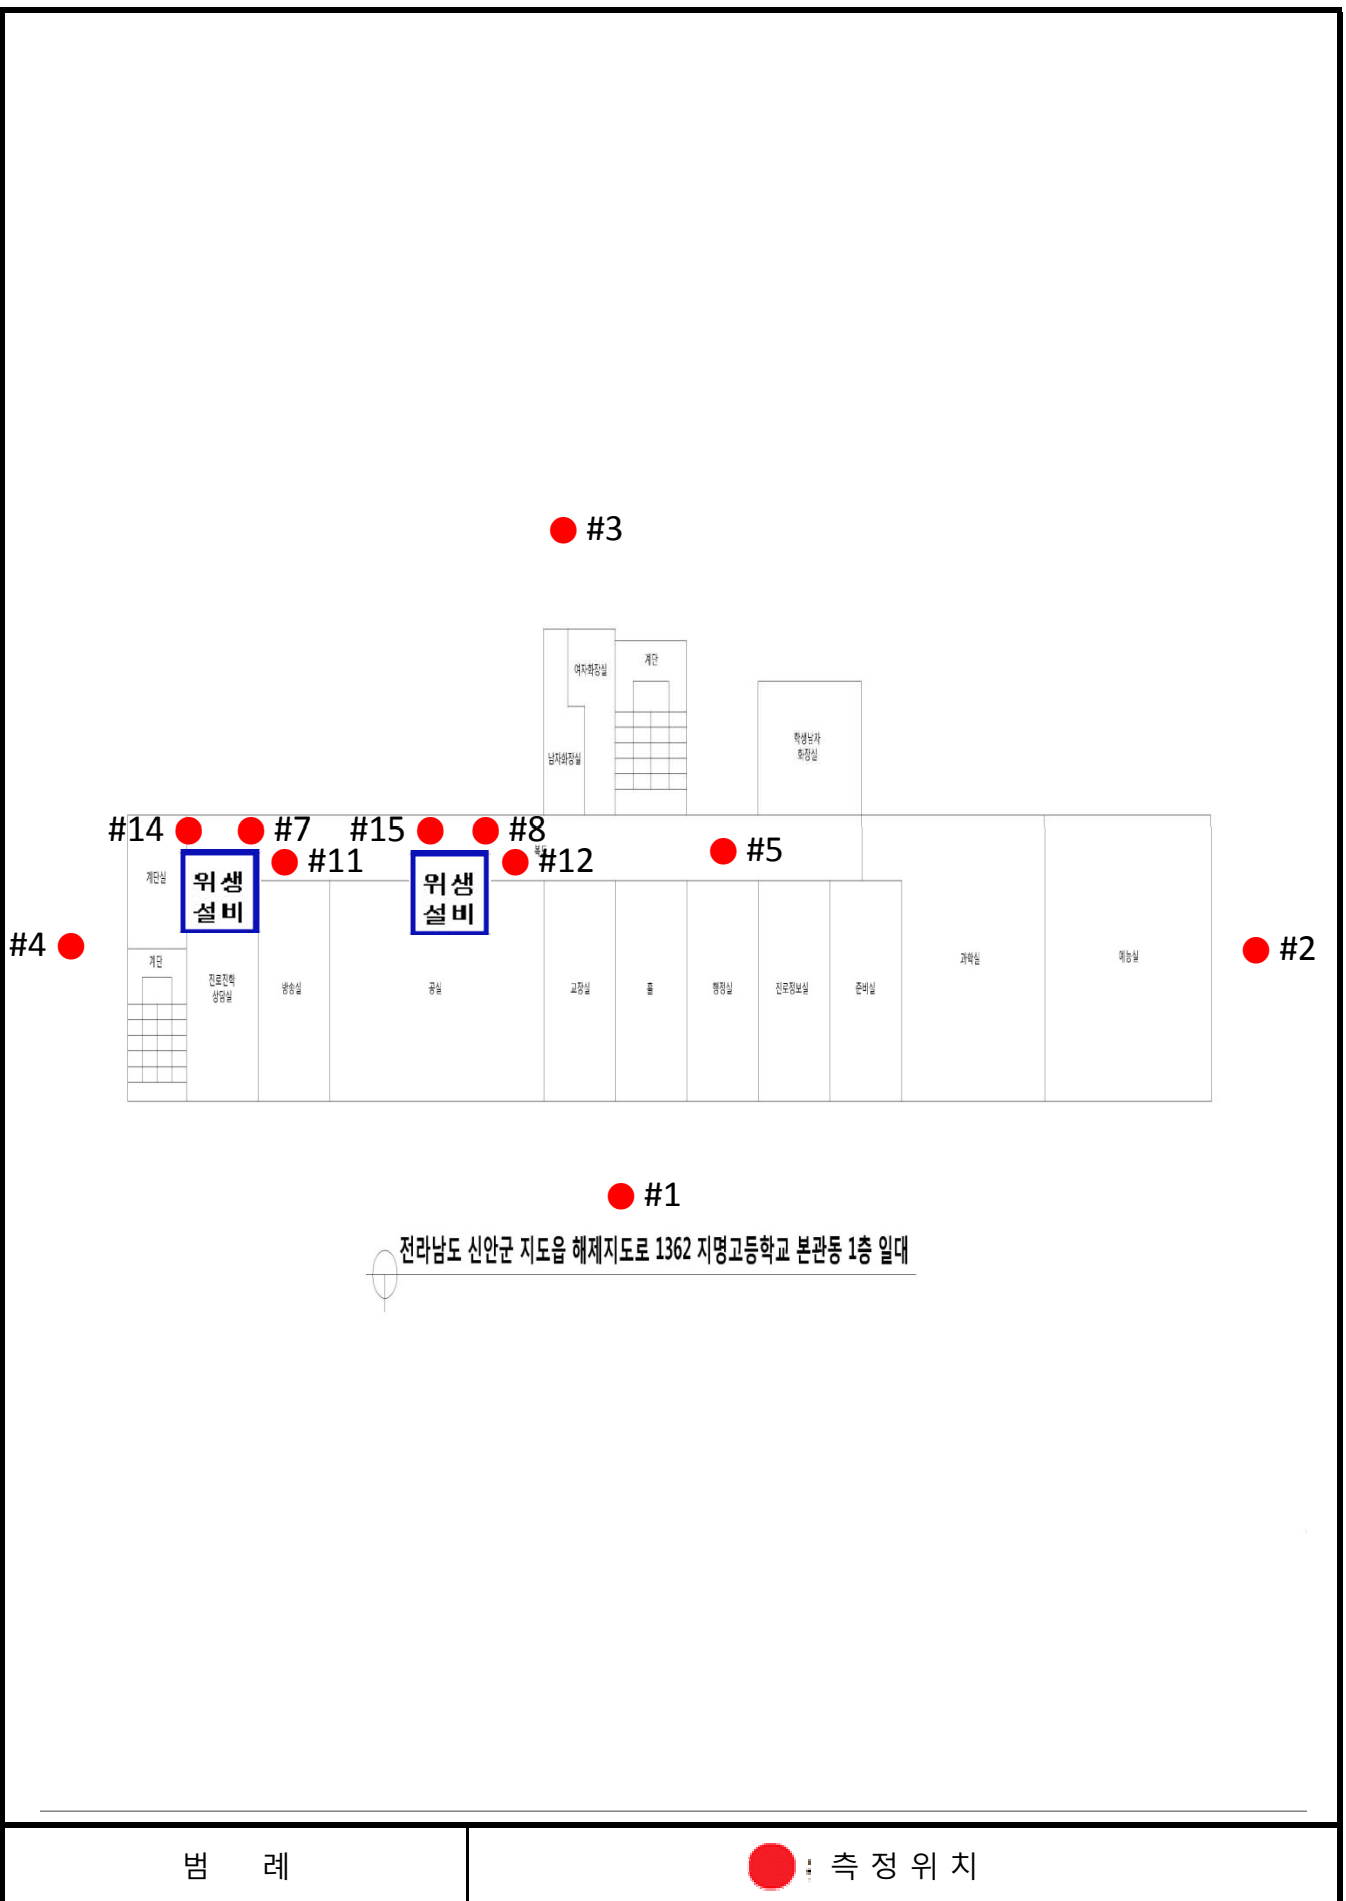 #3
여자화장실
계단
학생남자
화장실
남자화장실
#14
#7
#15
#8
복도
#5
#11
#12
계단실
위생
설비
위생
설비
#4
#2
계단
진로진학
상담실
방송실
공실
교장실
홀
행정실
진로정보실
준비실
과학실
예능실
#1
전라남도 신안군 지도읍 해제지도로 1362 지명고등학교 본관동 1층 일대
범 례
: 측정위치